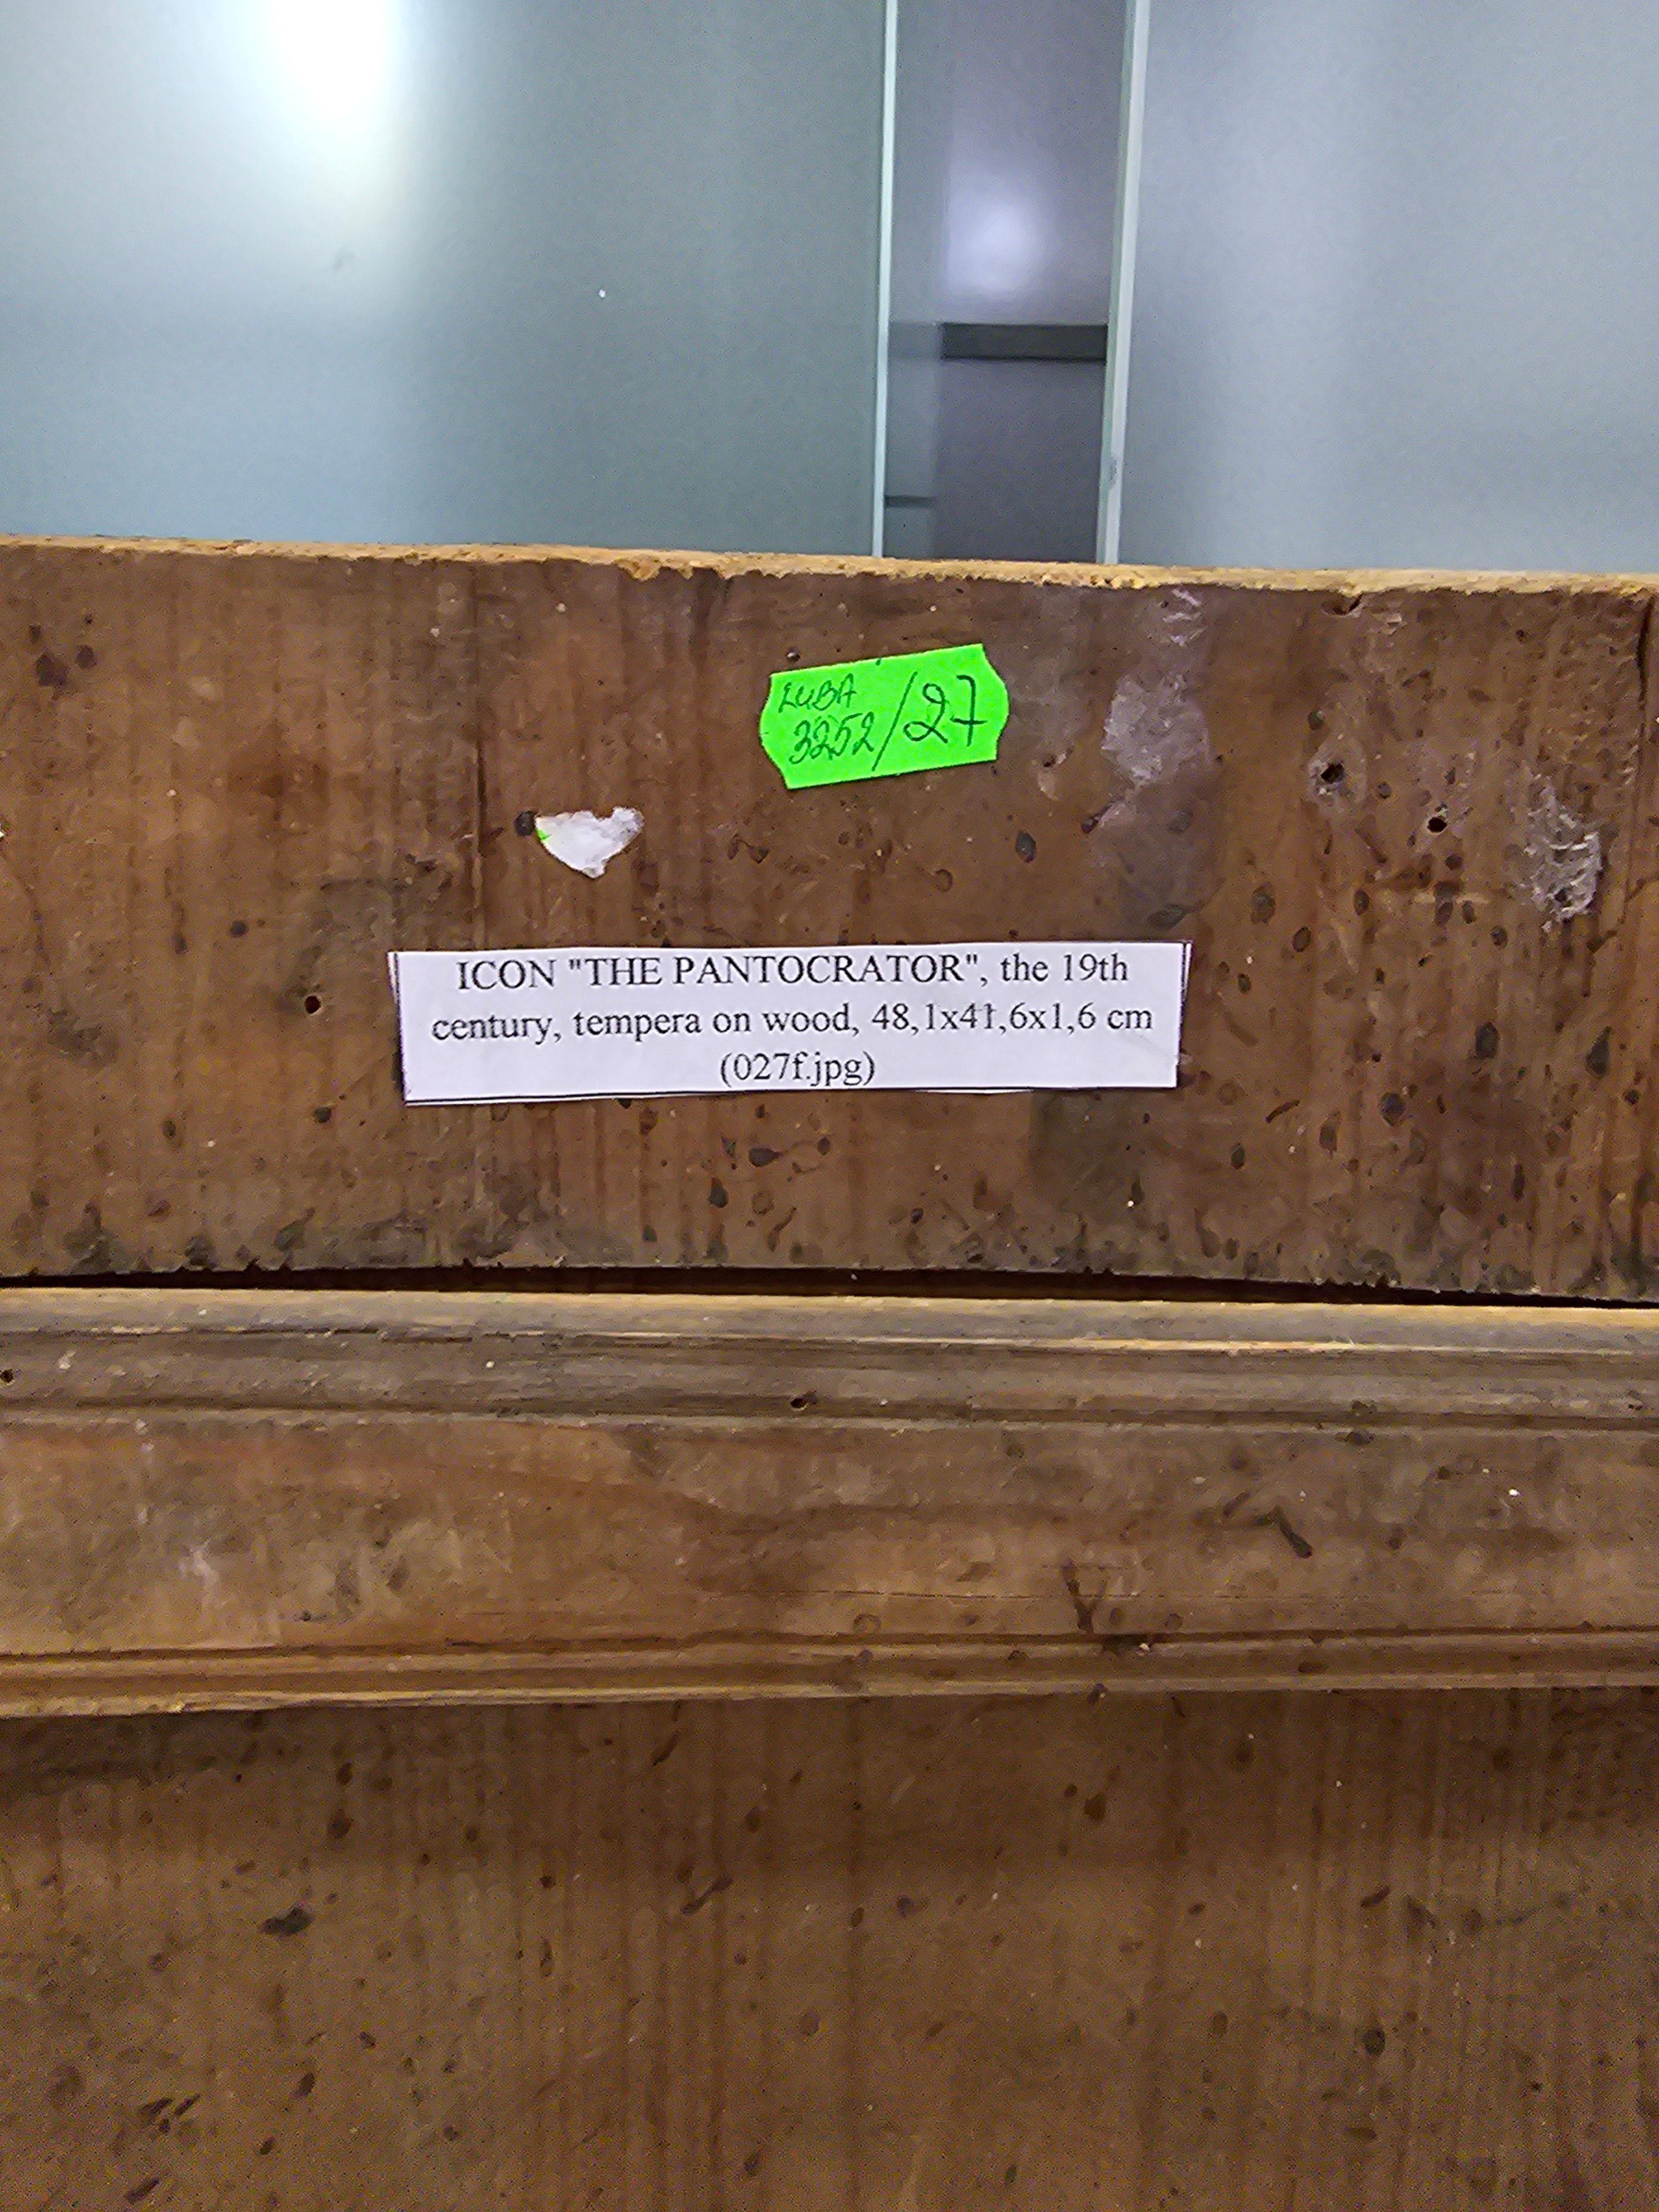 LUBA
3252/27
ICON "THE PANTOCRATOR", the 19th
century, tempera on wood, 48,1x41,6x1,6 cm
(027f.jpg)